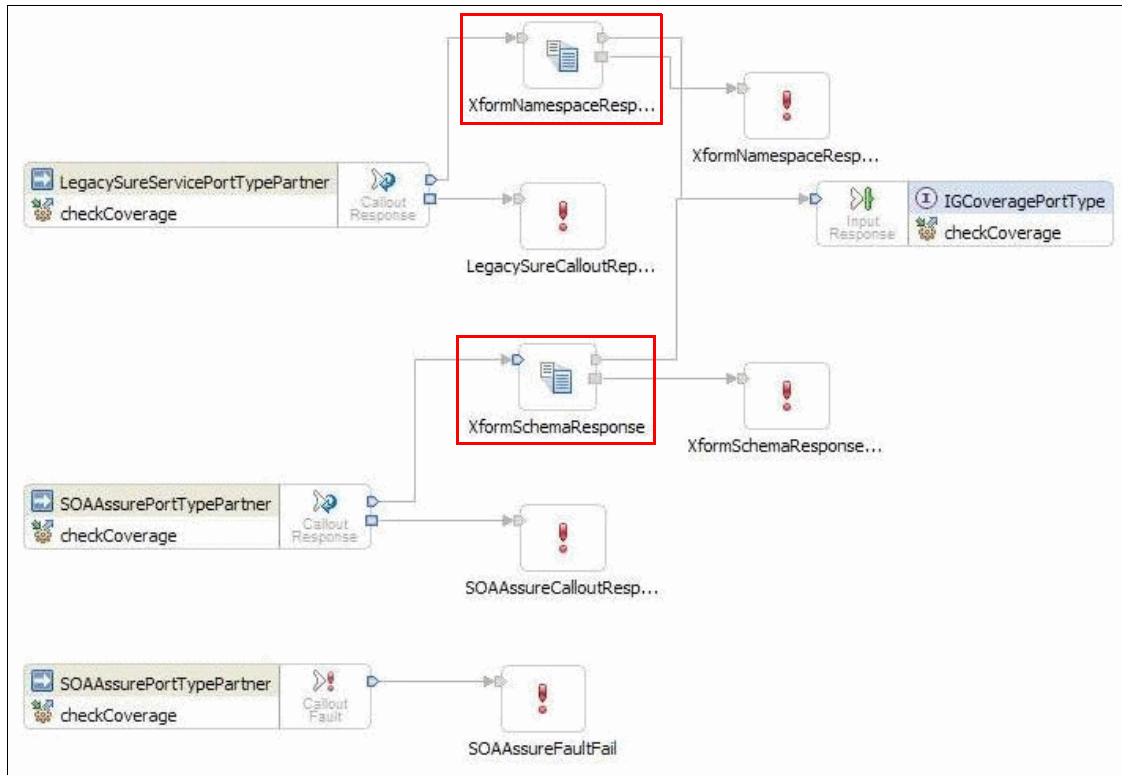 XformNamespaceResp...
XformNamespaceResp...
LegacySureServicePortTypePartner
checkCoverage
Callout
Response
LegacySureCalloutRep...
Input
Response
I
IGCoveragePortType
checkCoverage
XformSchemaResponse
XformSchemaResponse...
SOAAssurePortTypePartner
checkCoverage
Callout
Response
SOAAssureCalloutResp...
SOAAssurePortTypePartner
checkCoverage
Callout
Fault
SOAAssureFaultFail